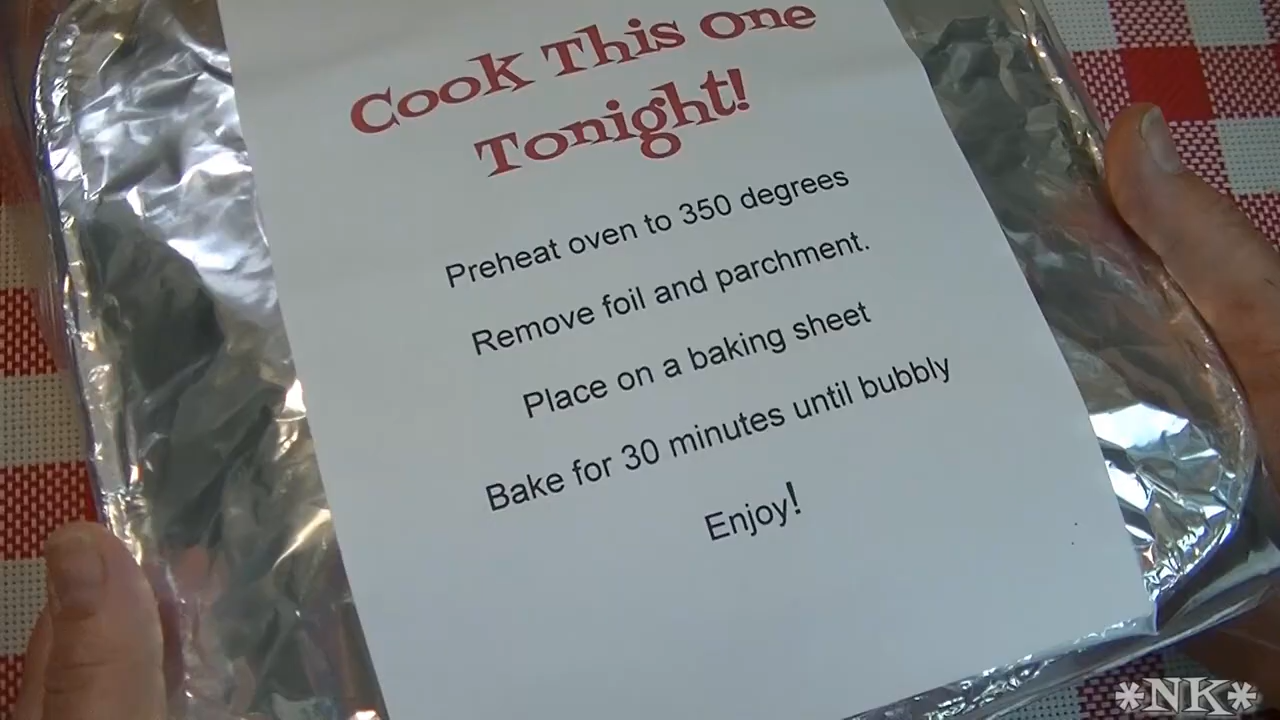 Cook This One
Tonight!
Preheat oven to 350 degrees
Remove foil and parchment.
Place on a baking sheet
Bake for 30 minutes until bubbly
Enjoy!
*NK*